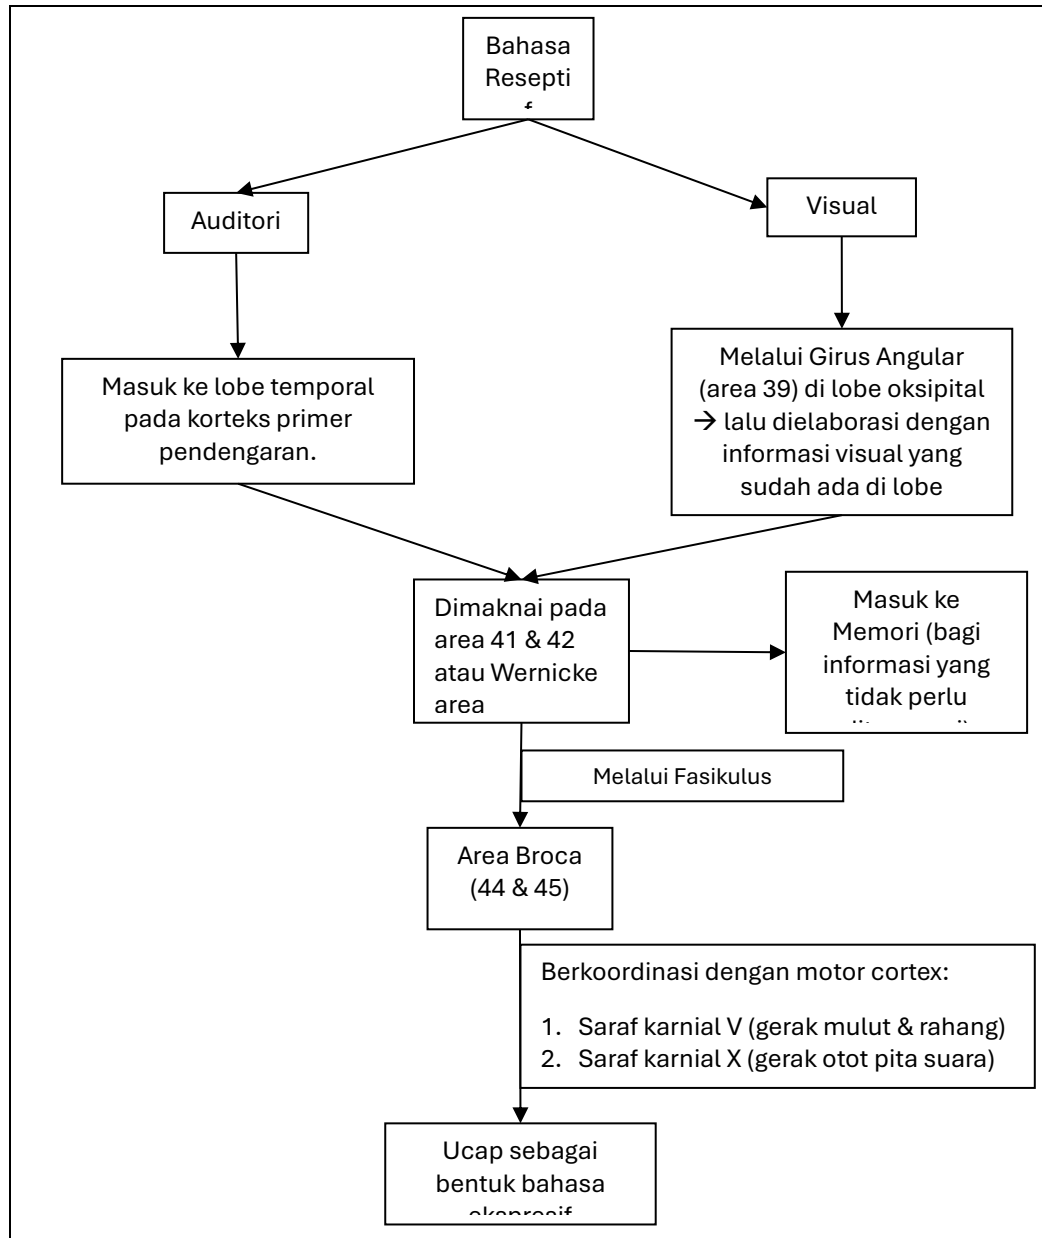 Bahasa
Resepti
Auditori
Visual
Masuk ke lobe temporal
pada korteks primer
pendengaran.
Melalui Girus Angular
(area 39) di lobe oksipital
→ lalu dielaborasi dengan
informasi visual yang
sudah ada di lobe
Dimaknai pada
area 41 & 42
atau Wernicke
area
Masuk ke
Memori (bagi
informasi yang
tidak perlu
Melalui Fasikulus
Area Broca
(44 & 45)
Berkoordinasi dengan motor cortex:
1. Saraf karnial V (gerak mulut & rahang)
2. Saraf karnial X (gerak otot pita suara)
Ucap sebagai
bentuk bahasa
ekspresif